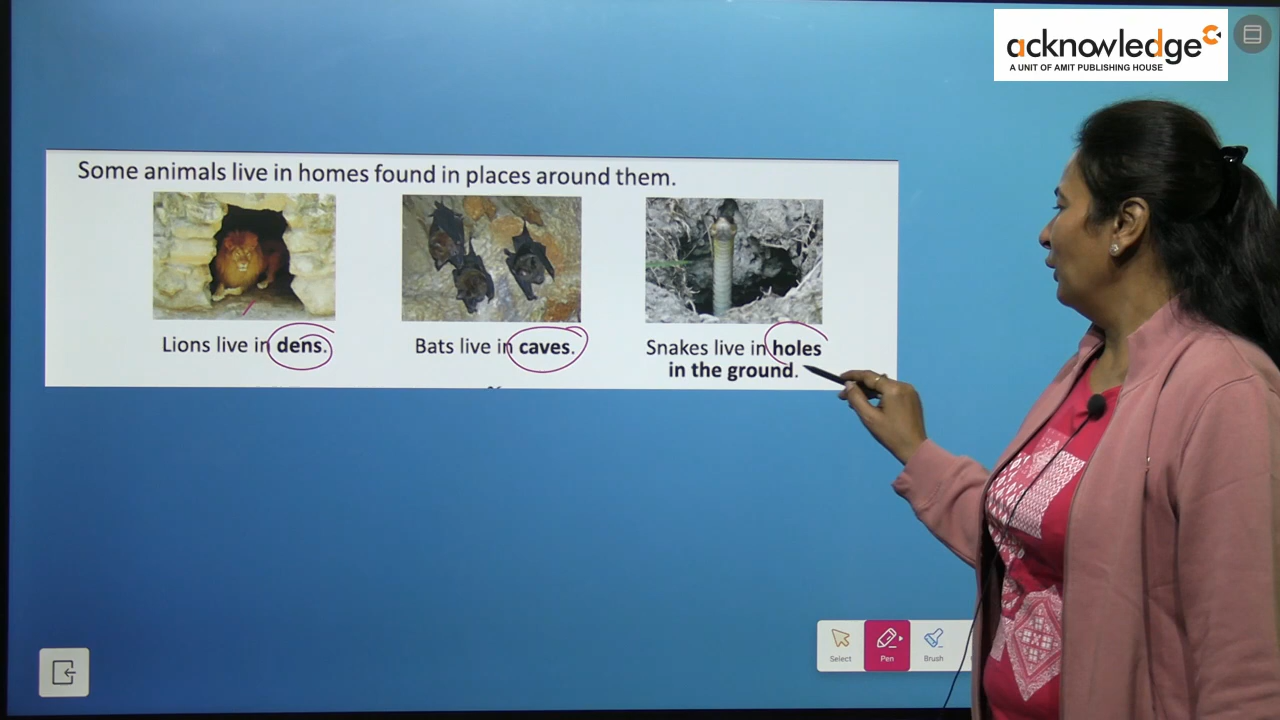 acknowledge
A UNIT OF AMIT PUBLISHING HOUSE
Some animals live in homes found in places around them.
Lions live in dens.
Bats live in caves.
Snakes live in holes
in the ground.
Select
Pen
Brush